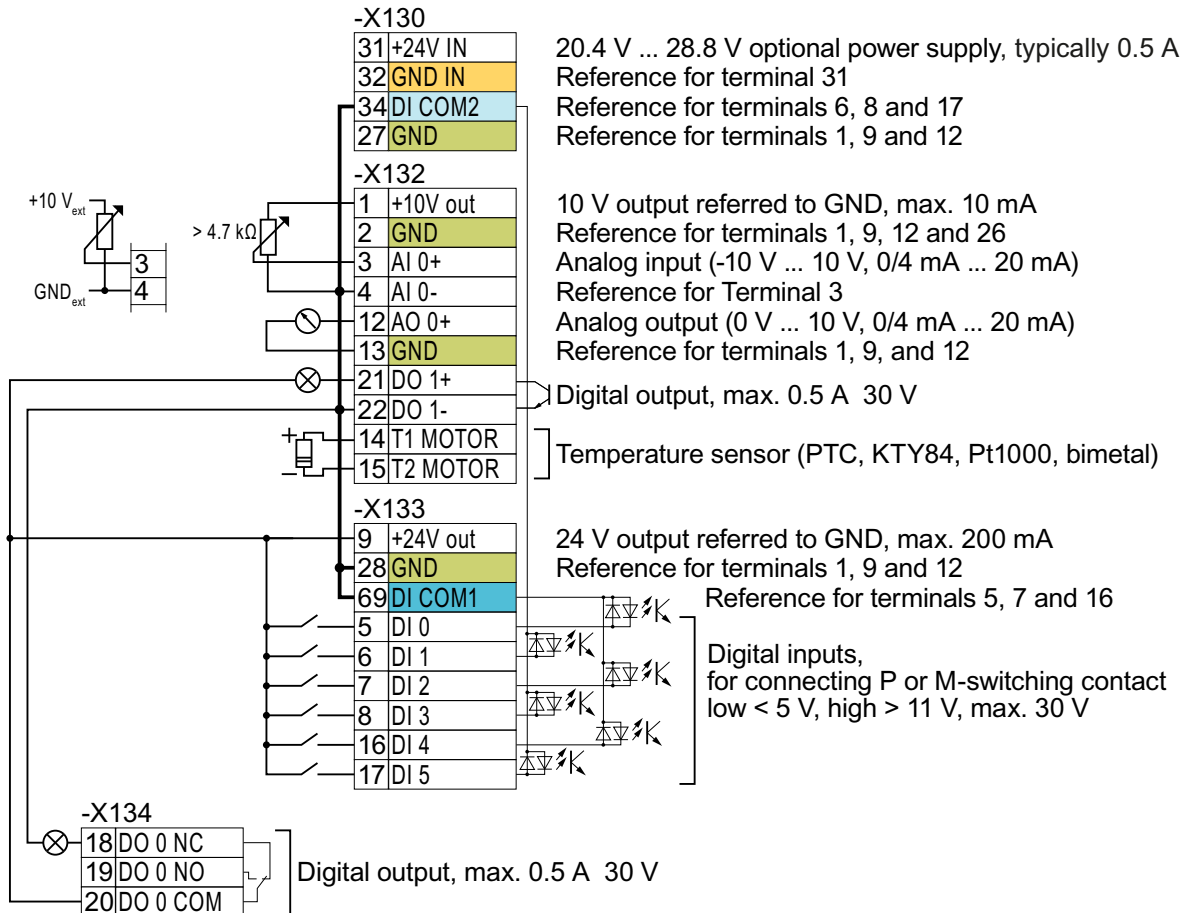 -X130
31 +24V IN 20.4 V ... 28.8 V optional power supply, typically 0.5 A
32 GND IN Reference for terminal 31
34 DI COM2 Reference for terminals 6, 8 and 17
27 GND Reference for terminals 1, 9 and 12
-X132
1 +10V out 10 V output referred to GND, max. 10 mA
2 GND Reference for terminals 1, 9, 12 and 26
3 AI 0+ Analog input (-10 V ... 10 V, 0/4 mA ... 20 mA)
4 AI 0- Reference for Terminal 3
12 AO 0+ Analog output (0 V ... 10 V, 0/4 mA ... 20 mA)
13 GND Reference for terminals 1, 9, and 12
21 DO 1+ Digital output, max. 0.5 A 30 V
22 DO 1-
14 T1 MOTOR Temperature sensor (PTC, KTY84, Pt1000, bimetal)
15 T2 MOTOR
+10 Vext
> 4.7 kΩ
3
GNDext 4
+
–
-X133
9 +24V out 24 V output referred to GND, max. 200 mA
28 GND Reference for terminals 1, 9 and 12
69 DI COM1 Reference for terminals 5, 7 and 16
5 DI 0
6 DI 1
7 DI 2
8 DI 3
16 DI 4
17 DI 5
Digital inputs,
for connecting P or M-switching contact
low < 5 V, high > 11 V, max. 30 V
-X134
18 DO 0 NC
19 DO 0 NO Digital output, max. 0.5 A 30 V
20 DO 0 COM